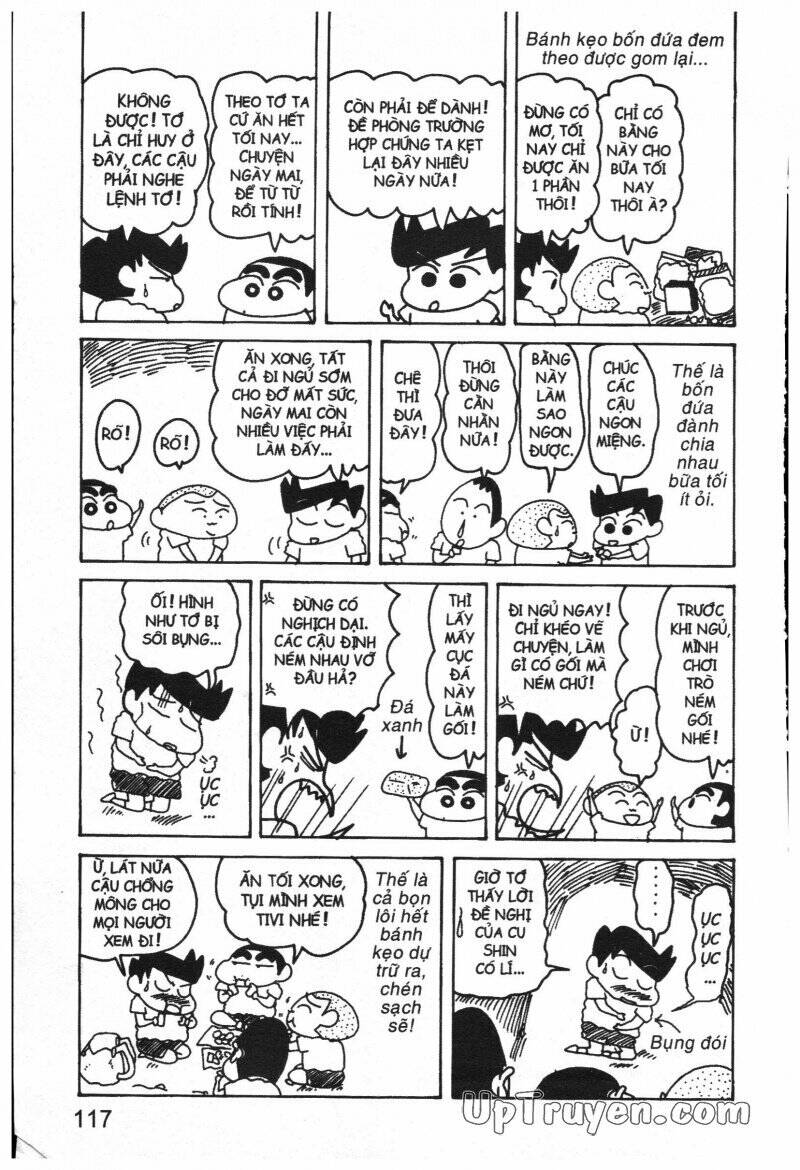 Bánh kẹo bốn đứa đem
theo được gom lại...
CHỈ CÓ
BẰNG
NÀY CHO
BỮA TỐI
NAY
THÔI À?
ĐỪNG CÓ
MƠ, TỐI
NAY CHỈ
ĐƯỢC ĂN
1 PHẦN
THÔI!
CÒN PHẢI ĐỂ DÀNH!
ĐỀ PHÒNG TRƯỜNG
HỢP CHÚNG TA KẸT
LẠI ĐÂY NHIỀU
NGÀY NỮA!
THEO TỚ TA
CỨ ĂN HẾT
TỐI NAY...
CHUYỆN
NGÀY MAI,
ĐỂ TỪ TỪ
RỒI TÍNH!
KHÔNG
ĐƯỢC! TỚ
LÀ CHỈ HUY Ở
ĐÂY, CÁC CẬU
PHẢI NGHE
LỆNH TỚ!
Thế là
bốn
đứa
đành
chia
nhau
bữa tối
ít ỏi.
CHÚC
CÁC
CẬU
NGON
MIỆNG.
BẰNG
NÀY LÀM
SAO
NGON
ĐƯỢC.
THÔI
ĐỪNG
CẰN
NHẰN
NỮA!
CHÊ
THÌ
ĐƯA
ĐÂY!
ĂN XONG, TẤT
CẢ ĐI NGỦ SỚM
CHO ĐỠ MẤT SỨC,
NGÀY MAI CÒN
NHIỀU VIỆC PHẢI
LÀM ĐẤY...
RÕ!
RÕ!
TRƯỚC
KHI NGỦ,
MÌNH
CHƠI
TRÒ
NÉM
GỐI
NHÉ!
Ừ!
ĐI NGỦ NGAY!
CHỈ KHÉO VẼ
CHUYỆN, LÀM
GÌ CÓ GỐI MÀ
NÉM CHỨ!
THÌ
LẤY
MẤY
CỤC
ĐÁ
NÀY
LÀM
GỐI!
Đá
xanh
ĐỪNG CÓ
NGHỊCH DẠI.
CÁC CẬU ĐỊNH
NÉM NHAU VỠ
ĐẦU HẢ?
ỐI! HÌNH
NHƯ TỚ BỊ
SÔI BỤNG...
ỤC
ỤC
...
......
ỤC
ỤC
ỤC
...
Bụng đói
GIỜ TỚ
THẤY LỜI
ĐỀ NGHỊ
CỦA CU
SHIN
CÓ LÍ...
Thế là
cả bọn
lôi hết
bánh
kẹo dự
trữ ra,
chén
sạch
sẽ!
ĂN TỐI XONG,
TỤI MÌNH XEM
TIVI NHÉ!
Ừ, LÁT NỮA
CẬU CHỔNG
MÔNG CHO
MỌI NGƯỜI
XEM ĐI!
117
UpTruyen.com